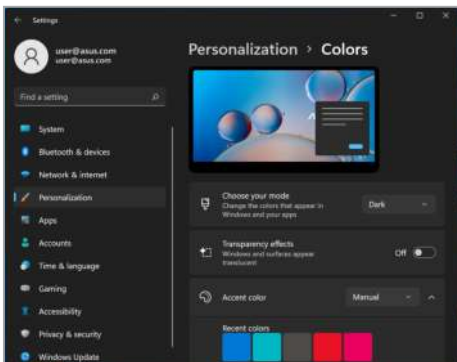 Settings
user@asus.com
user@asus.com
Find a setting
System
Bluetooth & devices
Network & internet
Personalization
Apps
Accounts
Time & language
Gaming
Accessibility
Privacy & security
Windows Update
Personalization > Colors
Choose your mode
Change the colors that appear in
Windows and your apps
Dark
Transparency effects
Windows and surfaces appear
translucent
Off
Accent color
Manual
Recent colors